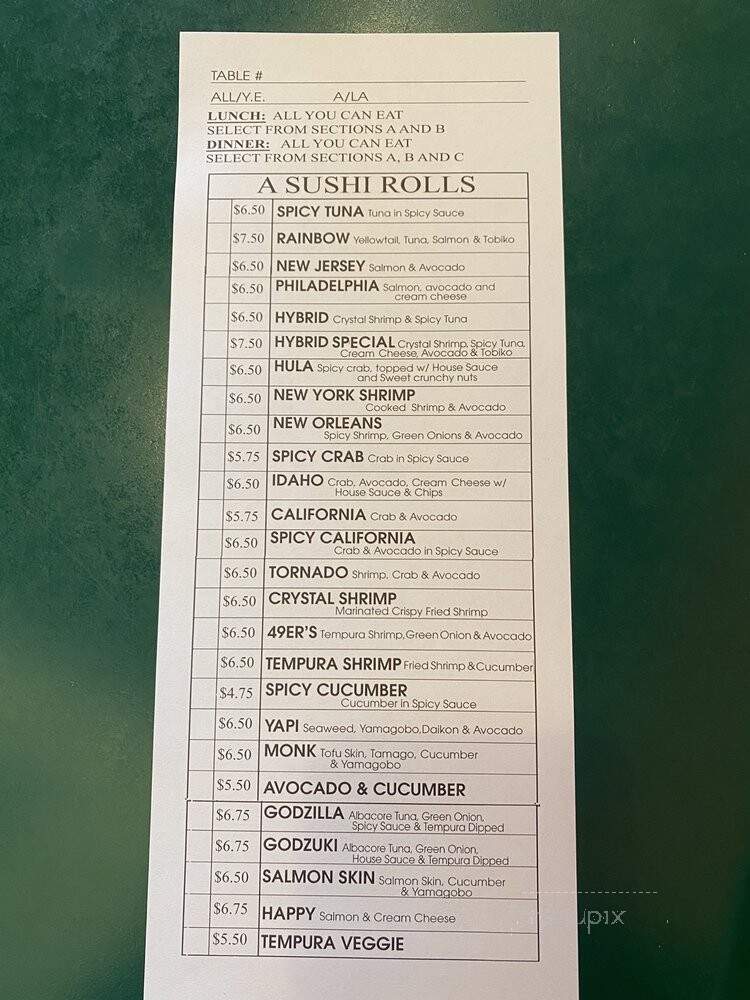 TABLE #
ALL/Y.E. A/LA
LUNCH: ALL YOU CAN EAT
SELECT FROM SECTIONS A AND B
DINNER: ALL YOU CAN EAT
SELECT FROM SECTIONS A, B AND C
A SUSHI ROLLS
$6.50 SPICY TUNA Tuna in Spicy Sauce
$7.50 RAINBOW Yellowtail, Tuna, Salmon & Tobiko
$6.50 NEW JERSEY Salmon & Avocado
$6.50 PHILADELPHIA Salmon, avocado and
cream cheese
$6.50 HYBRID Crystal Shrimp & Spicy Tuna
$7.50 HYBRID SPECIAL Crystal Shrimp, Spicy Tuna,
Cream Cheese, Avocado & Tobiko
$6.50 HULA Spicy crab, topped w/ House Sauce
and Sweet crunchy nuts
$6.50 NEW YORK SHRIMP
Cooked Shrimp & Avocado
$6.50 NEW ORLEANS
Spicy Shrimp, Green Onions & Avocado
$5.75 SPICY CRAB Crab in Spicy Sauce
$6.50 IDAHO Crab, Avocado, Cream Cheese w/
House Sauce & Chips
$5.75 CALIFORNIA Crab & Avocado
$6.50 SPICY CALIFORNIA
Crab & Avocado in Spicy Sauce
$6.50 TORNADO Shrimp, Crab & Avocado
$6.50 CRYSTAL SHRIMP
Marinated Crispy Fried Shrimp
$6.50 49ER'S Tempura Shrimp,Green Onion & Avocado
$6.50 TEMPURA SHRIMP Fried Shrimp &Cucumber
$4.75 SPICY CUCUMBER
Cucumber in Spicy Sauce
$6.50 YAPI Seaweed, Yamagobo,Daikon & Avocado
$6.50 MONK Tofu Skin, Tamago, Cucumber
& Yamagobo
$5.50 AVOCADO & CUCUMBER
$6.75 GODZILLA Albacore Tuna, Green Onion,
Spicy Sauce & Tempura Dipped
$6.75 GODZUKI Albacore Tuna, Green Onion,
House Sauce & Tempura Dipped
$6.50 SALMON SKIN Salmon Skin, Cucumber
& Yamagobo
$6.75 HAPPY Salmon & Cream Cheese
$5.50 TEMPURA VEGGIE